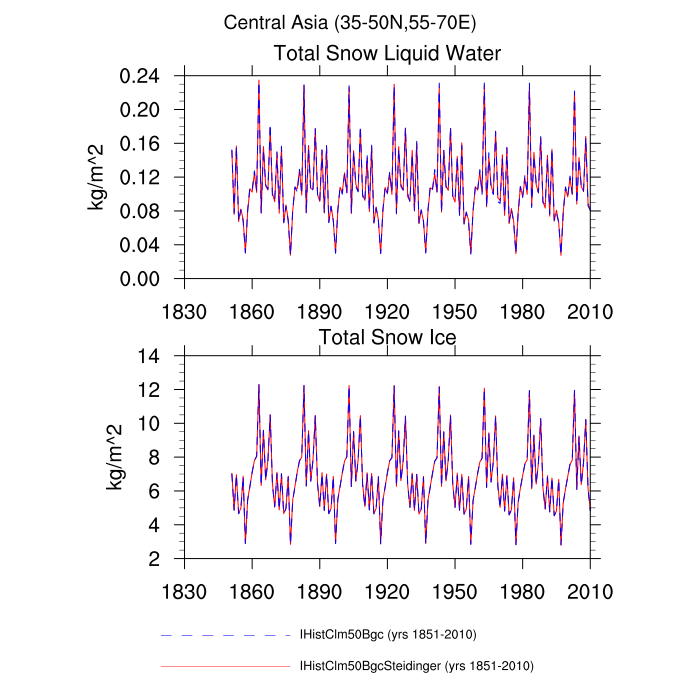 Central Asia (35-50N,55-70E)
Total Snow Liquid Water
kg/m^2
0.24
0.20
0.16
0.12
0.08
0.04
0.00
1830 1860 1890 1920 1950 1980 2010
Total Snow Ice
kg/m^2
14
12
10
8
6
4
2
1830 1860 1890 1920 1950 1980 2010
IHistClm50Bgc (yrs 1851-2010)
IHistClm50BgcSteidinger (yrs 1851-2010)